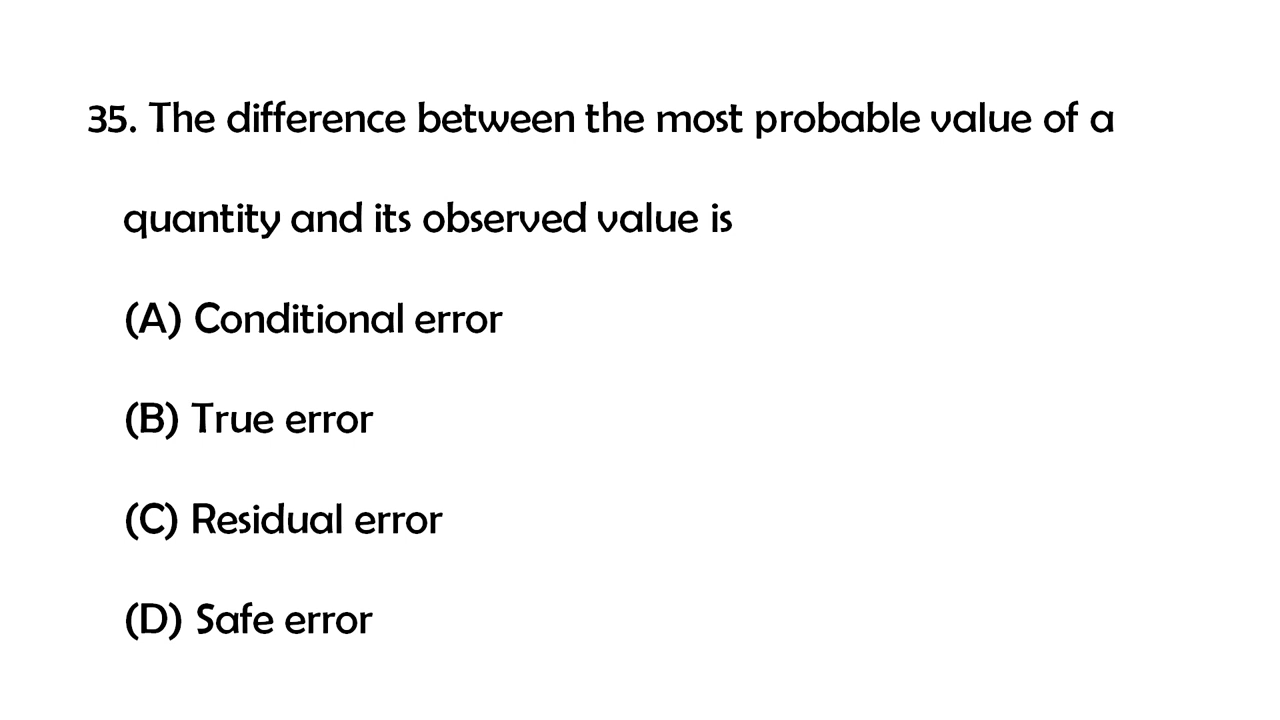 35. The difference between the most probable value of a
quantity and its observed value is
(A) Conditional error
(B) True error
(C) Residual error
(D) Safe error